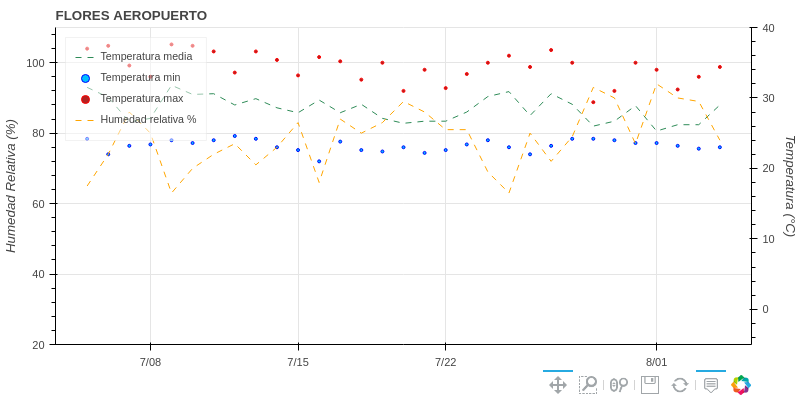 FLORES AEROPUERTO
Temperatura media
Temperatura min
Temperatura max
Humedad relativa %
Humedad Relativa (%)
100
80
60
40
20
40
30
20
10
0
Temperatura (°C)
7/08
7/15
7/22
8/01